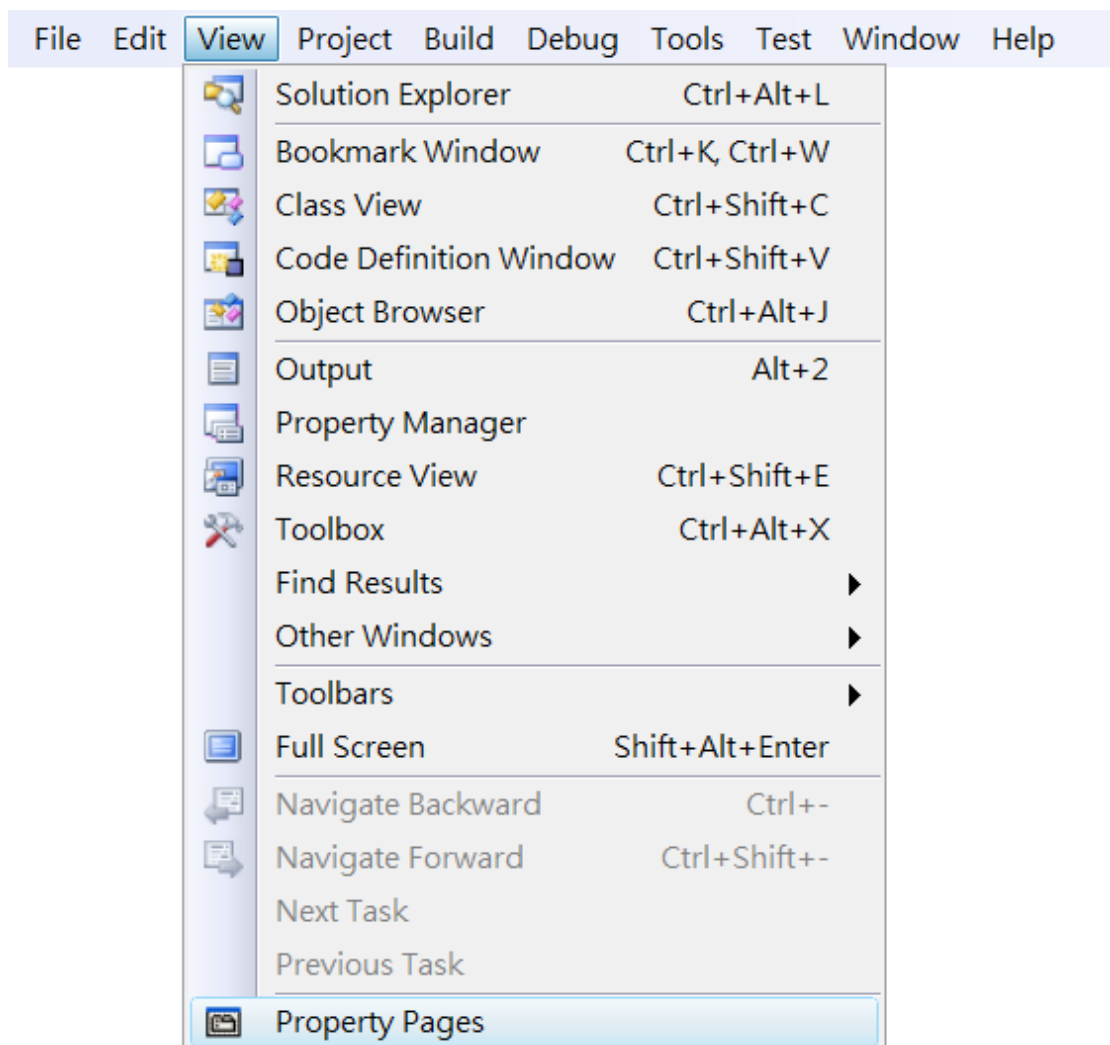 File Edit View Project Build Debug Tools Test Window Help
Solution Explorer Ctrl+Alt+L
Bookmark Window Ctrl+K, Ctrl+W
Class View Ctrl+Shift+C
Code Definition Window Ctrl+Shift+V
Object Browser Ctrl+Alt+J
Output Alt+2
Property Manager
Resource View Ctrl+Shift+E
Toolbox Ctrl+Alt+X
Find Results
Other Windows
Toolbars
Full Screen Shift+Alt+Enter
Navigate Backward Ctrl+-
Navigate Forward Ctrl+Shift+-
Next Task
Previous Task
Property Pages